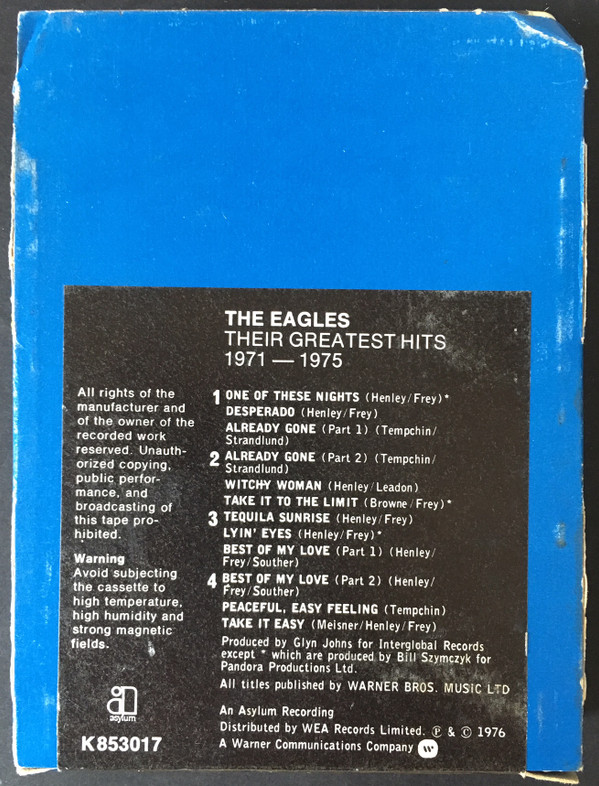 THE EAGLES
THEIR GREATEST HITS
1971 — 1975
All rights of the
manufacturer and
of the owner of the
recorded work
reserved. Unauth-
orized copying,
public perfor-
mance, and
broadcasting of
this tape pro-
hibited.
Warning
Avoid subjecting
the cassette to
high temperature,
high humidity and
strong magnetic
fields.
asylum
K853017
1 ONE OF THESE NIGHTS (Henley/Frey)*
DESPERADO (Henley/Frey)
ALREADY GONE (Part 1) (Tempchin/
Strandlund)
2 ALREADY GONE (Part 2) (Tempchin/
Strandlund)
WITCHY WOMAN (Henley/Leadon)
TAKE IT TO THE LIMIT (Browne/Frey)*
3 TEQUILA SUNRISE (Henley/Frey)
LYIN' EYES (Henley/Frey)*
BEST OF MY LOVE (Part 1) (Henley/
Frey/Souther)
4 BEST OF MY LOVE (Part 2) (Henley/
Frey/Souther)
PEACEFUL, EASY FEELING (Tempchin)
TAKE IT EASY (Meisner/Henley/Frey)
Produced by Glyn Johns for Interglobal Records
except * which are produced by Bill Szymczyk for
Pandora Productions Ltd.
All titles published by WARNER BROS. MUSIC LTD
An Asylum Recording
Distributed by WEA Records Limited. ℗ & © 1976
A Warner Communications Company